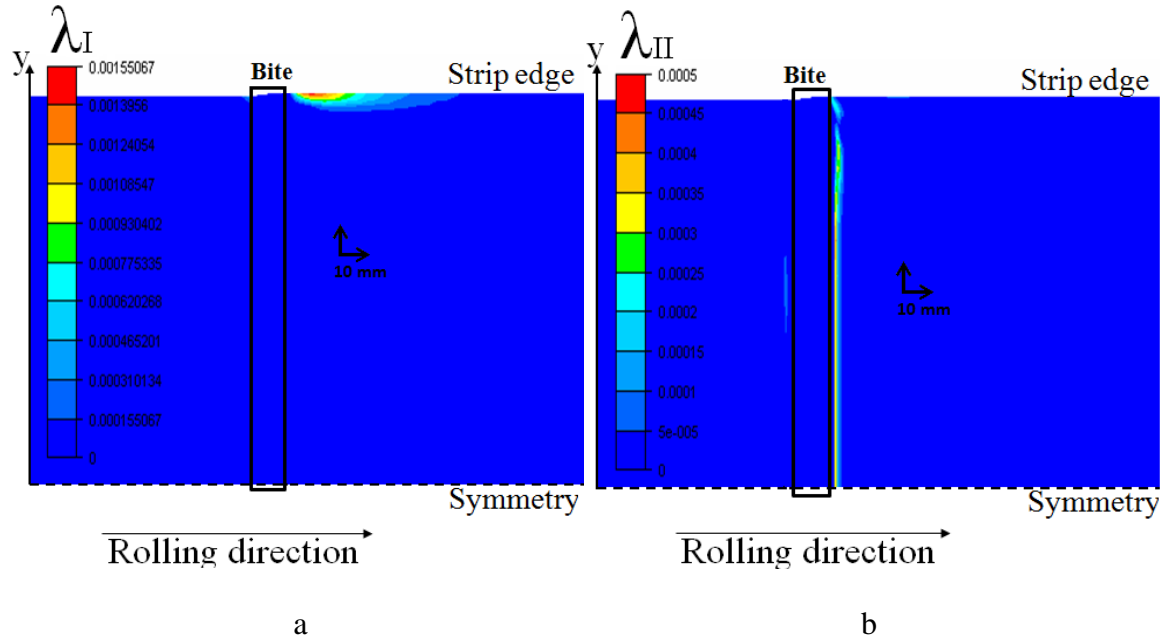 λI
y
0.00155067
0.0013956
0.00124054
0.00108547
0.000930402
0.000775335
0.000620268
0.000465201
0.000310134
0.000155067
0
Bite
Strip edge
10 mm
Symmetry
Rolling direction
a
λII
y
0.0005
0.00045
0.0004
0.00035
0.0003
0.00025
0.0002
0.00015
0.0001
5e-005
0
Bite
Strip edge
10 mm
Symmetry
Rolling direction
b